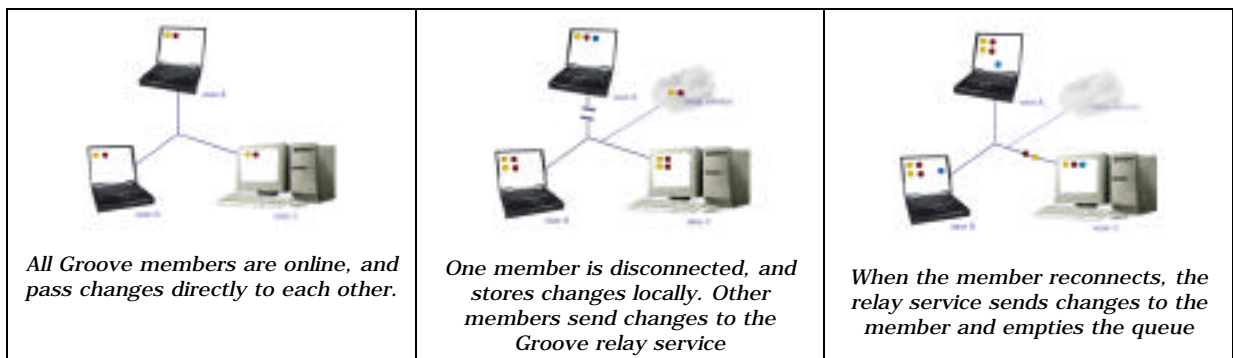 All Groove members are online, and
pass changes directly to each other.
One member is disconnected, and
stores changes locally. Other
members send changes to the
Groove relay service
When the member reconnects, the
relay service sends changes to the
member and empties the queue